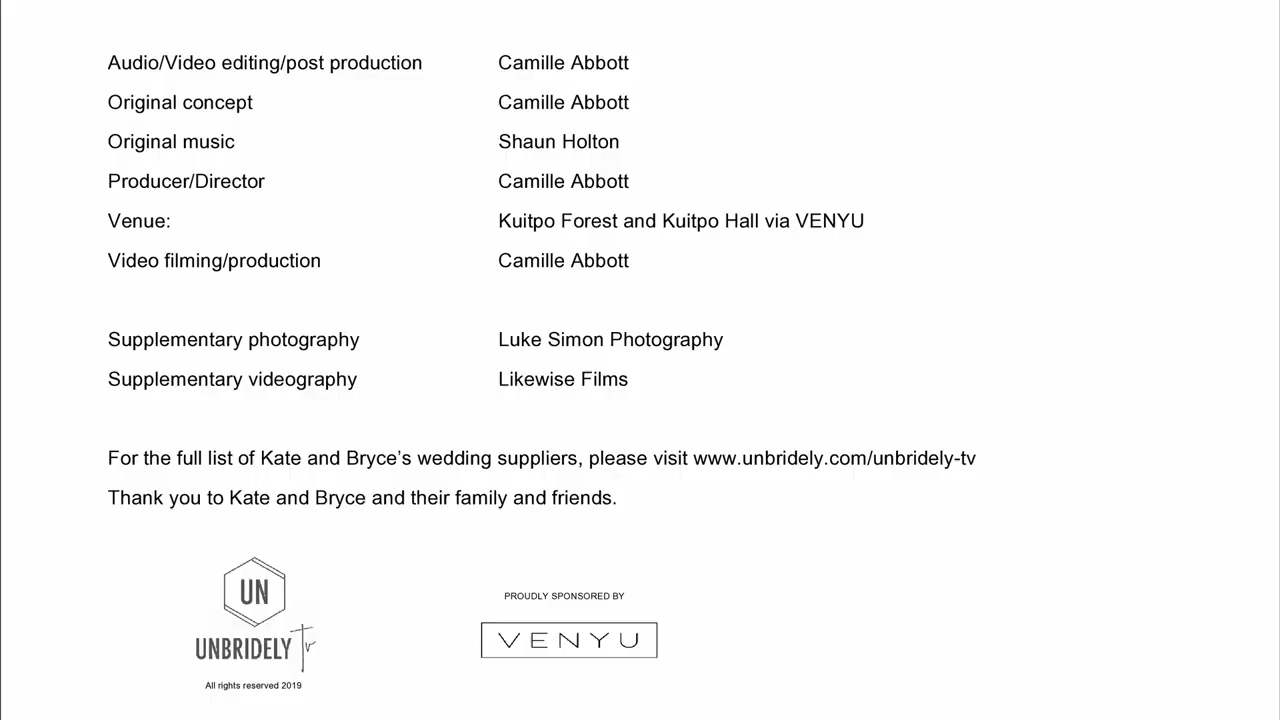 Audio/Video editing/post production Camille Abbott
Original concept Camille Abbott
Original music Shaun Holton
Producer/Director Camille Abbott
Venue: Kuitpo Forest and Kuitpo Hall via VENYU
Video filming/production Camille Abbott
Supplementary photography Luke Simon Photography
Supplementary videography Likewise Films
For the full list of Kate and Bryce’s wedding suppliers, please visit www.unbridely.com/unbridely-tv
Thank you to Kate and Bryce and their family and friends.
UN
UNBRIDELY tv
All rights reserved 2019
PROUDLY SPONSORED BY
VENYU